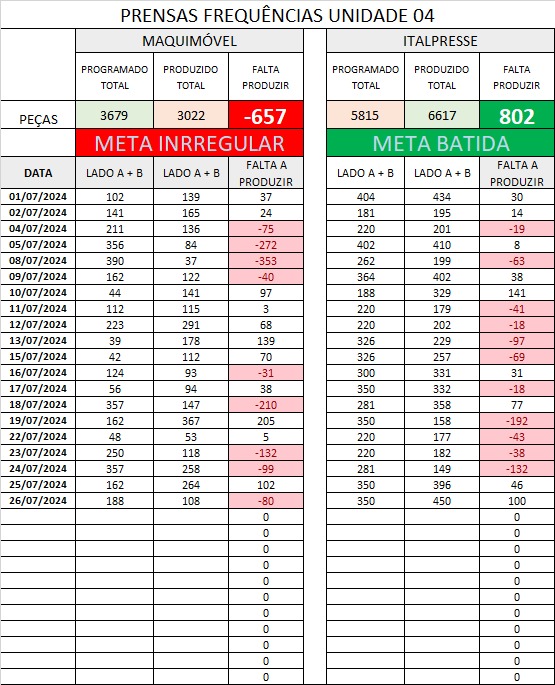 PRENSAS FREQUÊNCIAS UNIDADE 04
MAQUIMÓVEL ITALPRESSE
PROGRAMADO TOTAL PRODUZIDO TOTAL FALTA PRODUZIR PROGRAMADO TOTAL PRODUZIDO TOTAL FALTA PRODUZIR
PEÇAS 3679 3022 -657 5815 6617 802
META INRREGULAR META BATIDA
DATA LADO A + B LADO A + B FALTA A PRODUZIR LADO A + B LADO A + B FALTA A PRODUZIR
01/07/2024 102 139 37 404 434 30
02/07/2024 141 165 24 181 195 14
04/07/2024 211 136 -75 220 201 -19
05/07/2024 356 84 -272 402 410 8
08/07/2024 390 37 -353 262 199 -63
09/07/2024 162 122 -40 364 402 38
10/07/2024 44 141 97 188 329 141
11/07/2024 112 115 3 220 179 -41
12/07/2024 223 291 68 220 202 -18
13/07/2024 39 178 139 326 229 -97
15/07/2024 42 112 70 326 257 -69
16/07/2024 124 93 -31 300 331 31
17/07/2024 56 94 38 350 332 -18
18/07/2024 357 147 -210 281 358 77
19/07/2024 162 367 205 350 158 -192
22/07/2024 48 53 5 220 177 -43
23/07/2024 250 118 -132 220 182 -38
24/07/2024 357 258 -99 281 149 -132
25/07/2024 162 264 102 350 396 46
26/07/2024 188 108 -80 350 450 100
0 0
0 0
0 0
0 0
0 0
0 0
0 0
0 0
0 0
0 0
0 0